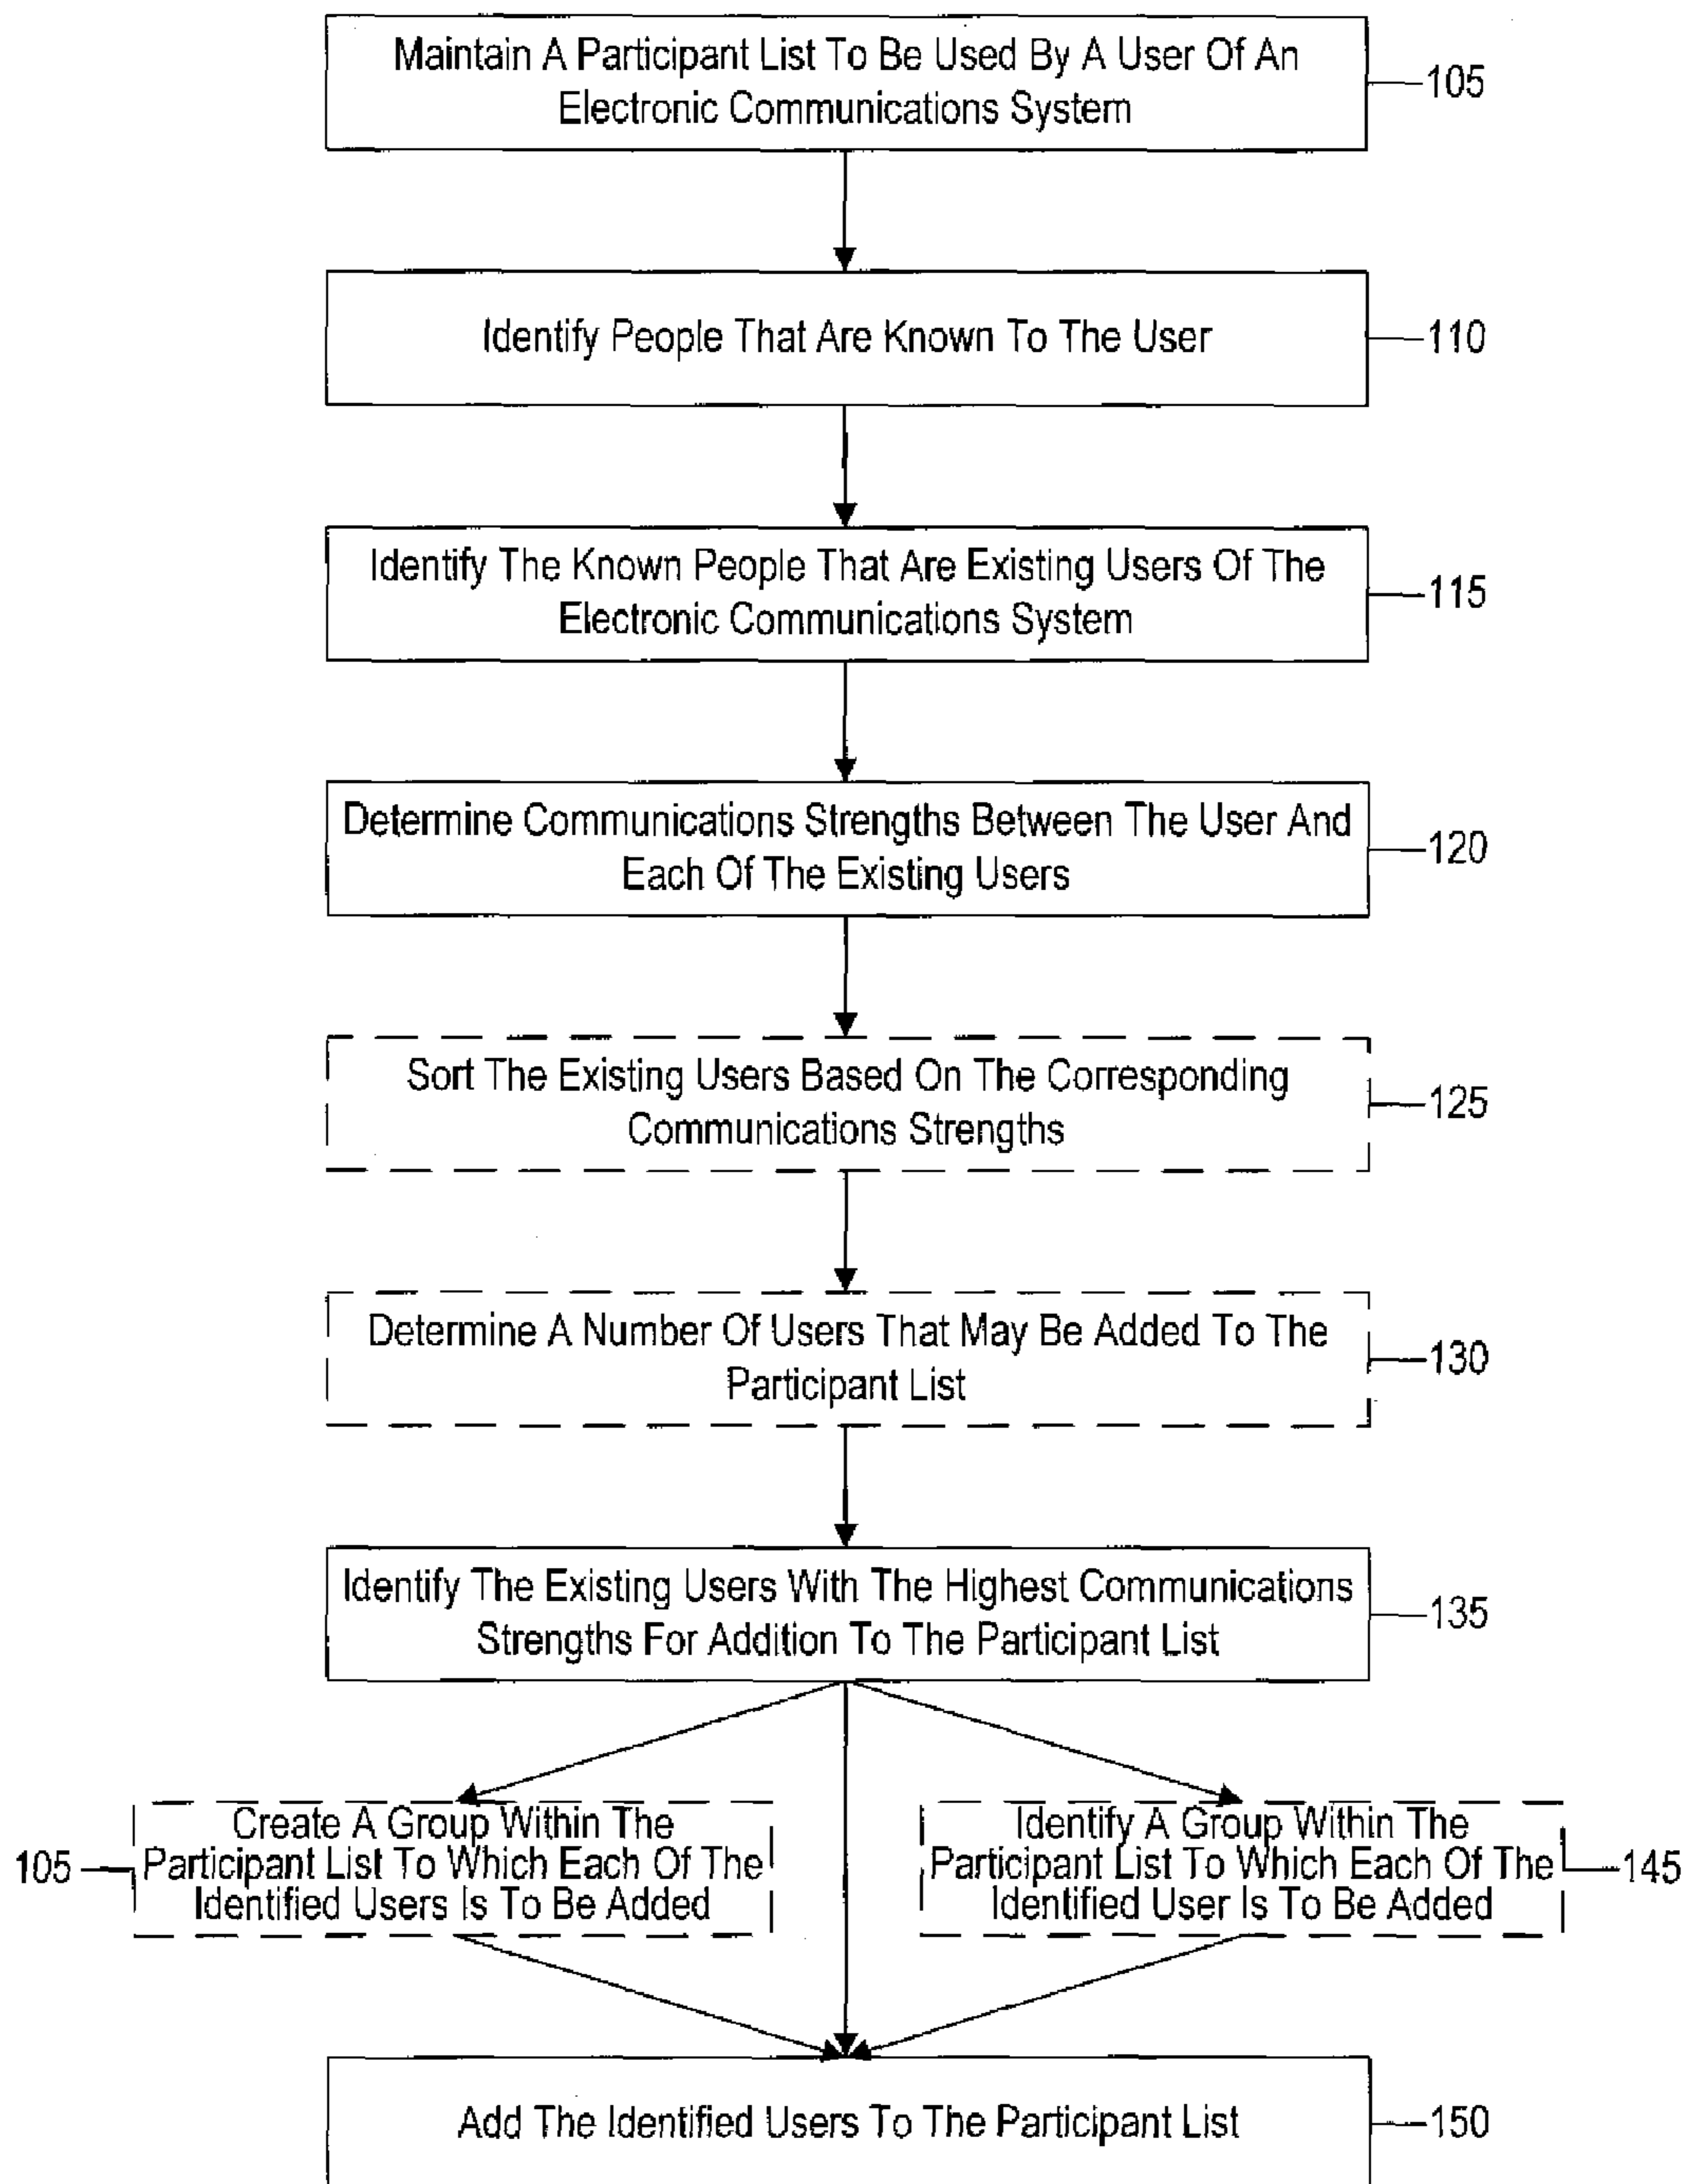 Maintain A Participant List To Be Used By A User Of An
Electronic Communications System
105
Identify People That Are Known To The User
110
Identify The Known People That Are Existing Users Of The
Electronic Communications System
115
Determine Communications Strengths Between The User And
Each Of The Existing Users
120
Sort The Existing Users Based On The Corresponding
Communications Strengths
125
Determine A Number Of Users That May Be Added To The
Participant List
130
Identify The Existing Users With The Highest Communications
Strengths For Addition To The Participant List
135
105
Create A Group Within The
Participant List To Which Each Of The
Identified Users Is To Be Added
Identify A Group Within The
Participant List To Which Each Of The
Identified User Is To Be Added
145
Add The Identified Users To The Participant List
150